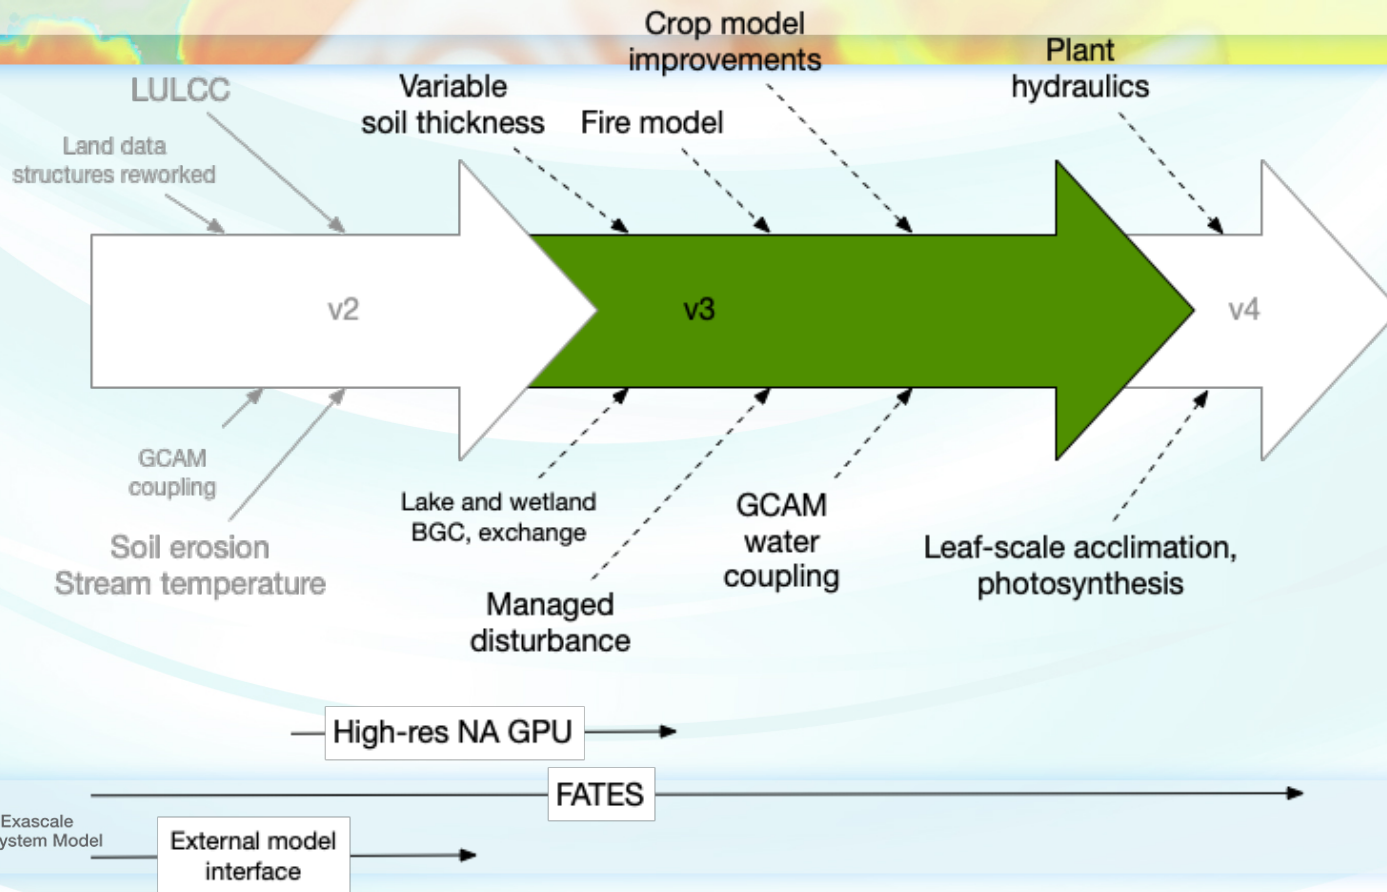 Crop model
improvements
Plant
hydraulics
LULCC
Variable
soil thickness
Fire model
Land data
structures reworked
v2
v3
v4
GCAM
coupling
Soil erosion
Stream temperature
Lake and wetland
BGC, exchange
Managed
disturbance
GCAM
water
coupling
Leaf-scale acclimation,
photosynthesis
High-res NA GPU
FATES
Exascale
ystem Model
External model
interface